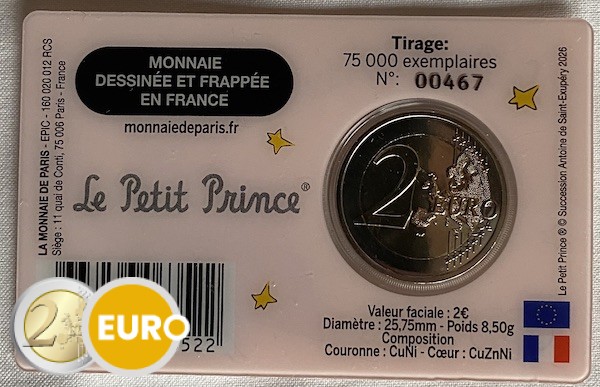 MONNAIE
DESSINÉE ET FRAPPÉE
EN FRANCE
monnaiedeparis.fr
Tirage:
75 000 exemplaires
N°: 00467
LA MONNAIE DE PARIS - EPIC - 160 020 012 RCS
Siège : 11 quai de Conti, 75 006 Paris - France
Le Petit Prince®
2 EURO
Le Petit Prince ® © Succession Antoine de Saint-Exupéry 2026
522
2
EURO
Valeur faciale : 2€
Diamètre : 25,75mm - Poids 8,50g
Composition
Couronne : CuNi - Cœur : CuZnNi